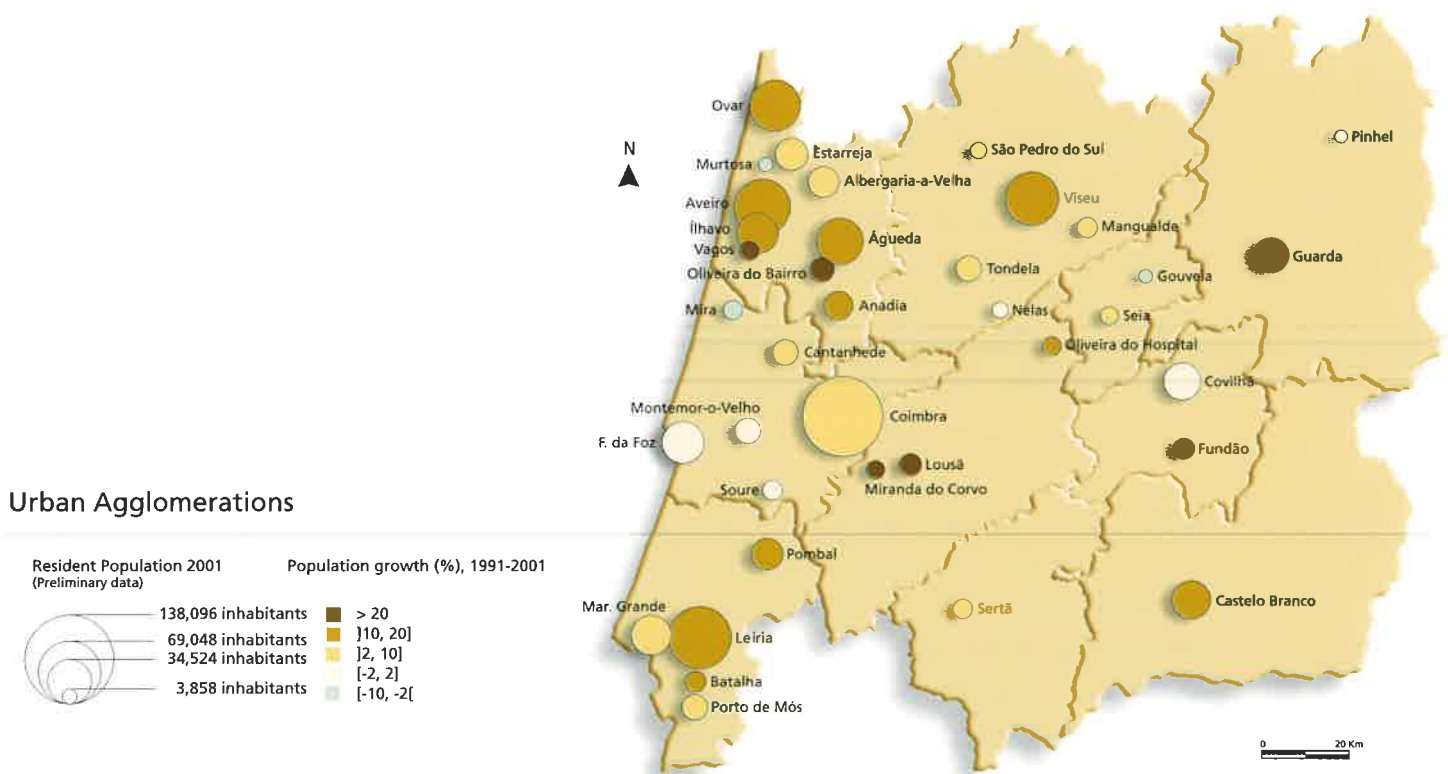 Ovar
N
Pinhel
São Pedro do Sul
Estarreja
Murtosa
Albergaria-a-Velha
Viseu
Aveiro
Mangualde
Ílhavo
Águeda
Vagos
Guarda
Oliveira do Bairro
Tondela
Gouveia
Mira
Anadia
Nelas
Seia
Oliveira do Hospital
Cantanhede
Covilhã
Montemor-o-Velho
Coimbra
F. da Foz
Fundão
Lousã
Soure
Miranda do Corvo
Urban Agglomerations
Pombal
Resident Population 2001
(Preliminary data)
Population growth (%), 1991-2001
138,096 inhabitants
69,048 inhabitants
34,524 inhabitants
3,858 inhabitants
> 20
]10, 20]
]2, 10]
[-2, 2]
[-10, -2[
Mar. Grande
Sertã
Castelo Branco
Leiria
Batalha
Porto de Mós
0 20 Km